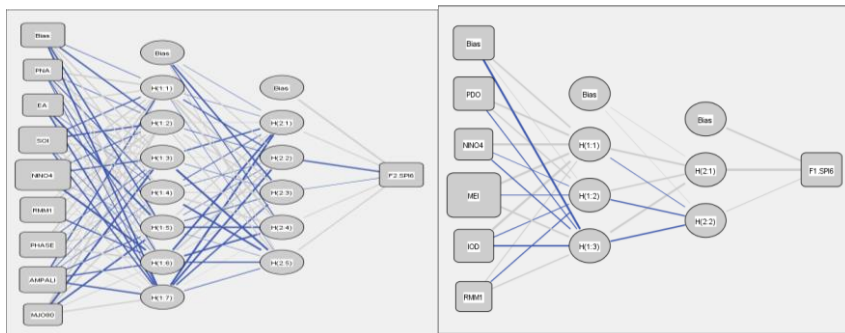 Bias
PNA
EA
SOI
NINO4
RMM1
PHASE
AMPALI
MJO80
Bias
H(1:1)
H(1:2)
H(1:3)
H(1:4)
H(1:5)
H(1:6)
H(1:7)
Bias
H(2:1)
H(2:2)
H(2:3)
H(2:4)
H(2:5)
F2.SPI6
Bias
PDO
NINO4
MEI
IOD
RMM1
Bias
H(1:1)
H(1:2)
H(1:3)
Bias
H(2:1)
H(2:2)
F1.SPI6